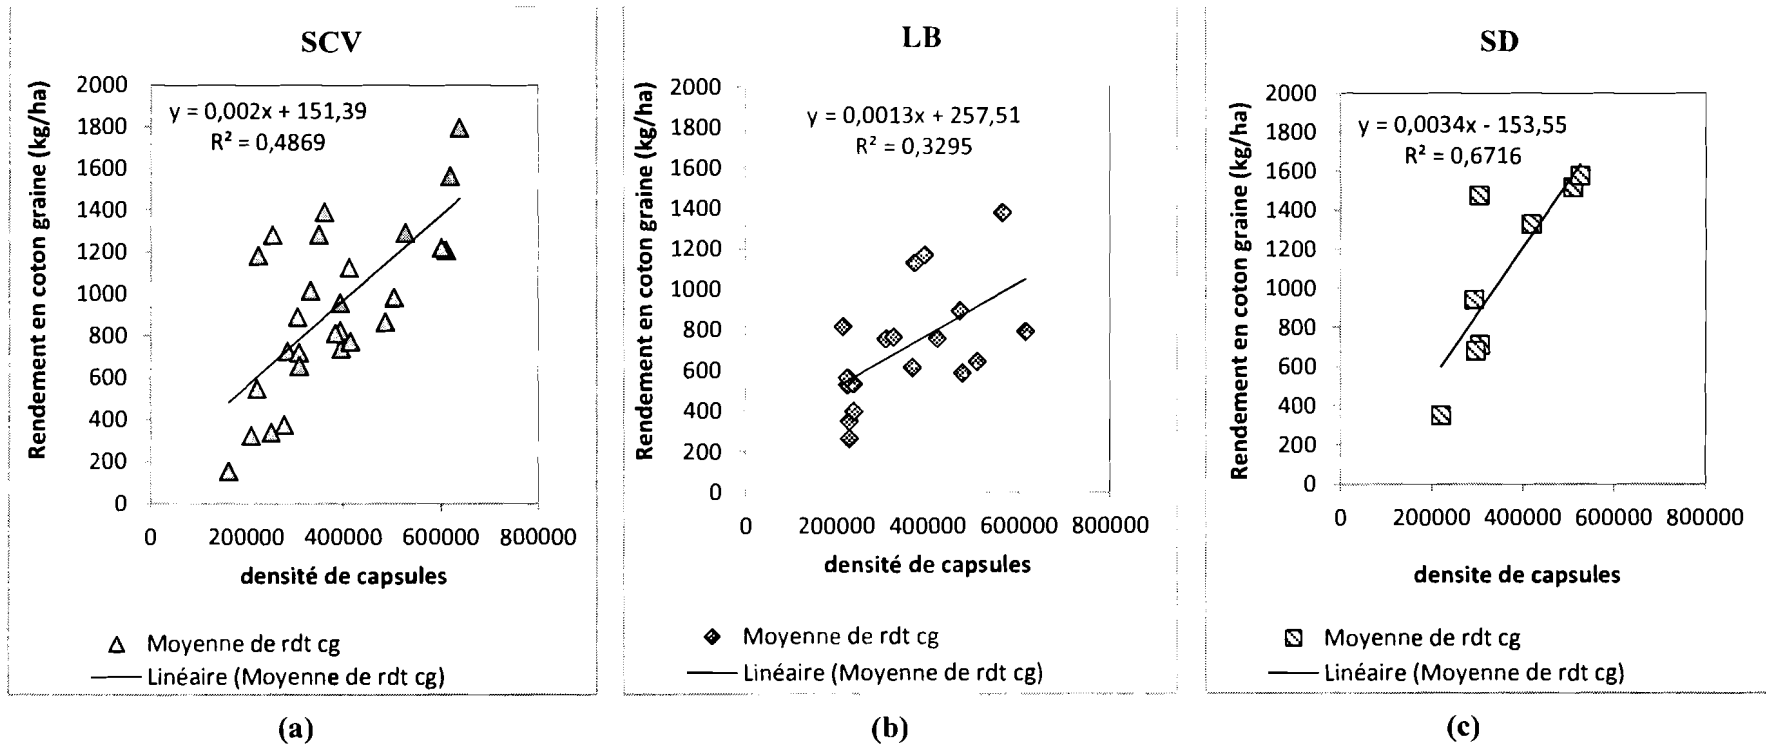 SCV
Rendement en coton graine (kg/ha)
2000
1800
1600
1400
1200
1000
800
600
400
200
0
y = 0,002x + 151,39
R² = 0,4869
0 200000 400000 600000 800000
densité de capsules
Moyenne de rdt cg
Linéaire (Moyenne de rdt cg)
(a)
LB
Rendement en coton graine (kg/ha)
2000
1800
1600
1400
1200
1000
800
600
400
200
0
y = 0,0013x + 257,51
R² = 0,3295
0 200000 400000 600000 800000
densité de capsules
Moyenne de rdt cg
Linéaire (Moyenne de rdt cg)
(b)
SD
Rendement en coton graine (kg/ha)
2000
1800
1600
1400
1200
1000
800
600
400
200
0
y = 0,0034x - 153,55
R² = 0,6716
0 200000 400000 600000 800000
densite de capsules
Moyenne de rdt cg
Linéaire (Moyenne de rdt cg)
(c)